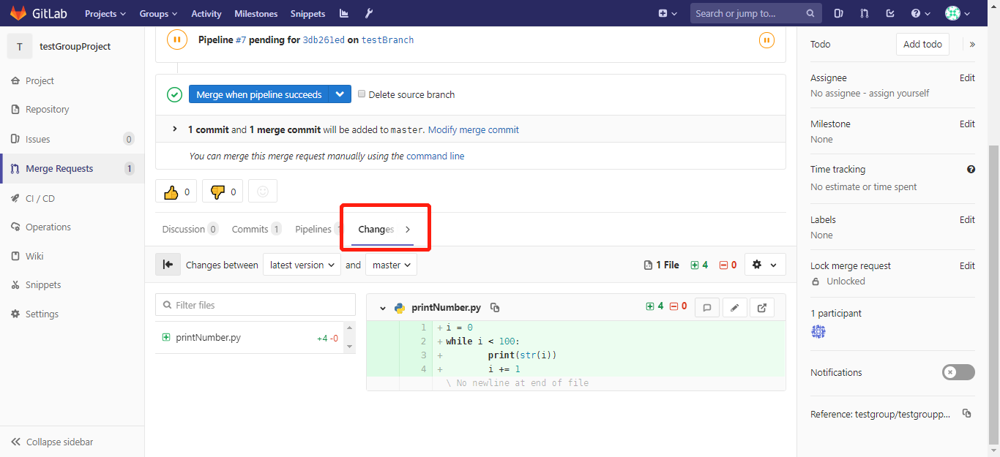 GitLab Projects Groups Activity Milestones Snippets Search or jump to...
T testGroupProject
Project
Repository
Issues 0
Merge Requests 1
CI / CD
Operations
Wiki
Snippets
Settings
Collapse sidebar
Pipeline #7 pending for 3db261ed on testBranch
Merge when pipeline succeeds Delete source branch
1 commit and 1 merge commit will be added to master. Modify merge commit
You can merge this merge request manually using the command line
0 0
Discussion 0 Commits 1 Pipelines 1 Changes
Changes between latest version and master 1 File 4 0
Filter files
printNumber.py +4 -0
printNumber.py 4 0
1 + i = 0
2 + while i < 100:
3 + print(str(i))
4 + i += 1
\ No newline at end of file
Todo Add todo »
Assignee Edit
No assignee - assign yourself
Milestone Edit
None
Time tracking ?
No estimate or time spent
Labels Edit
None
Lock merge request Edit
Unlocked
1 participant
Notifications
Reference: testgroup/testgroupp...